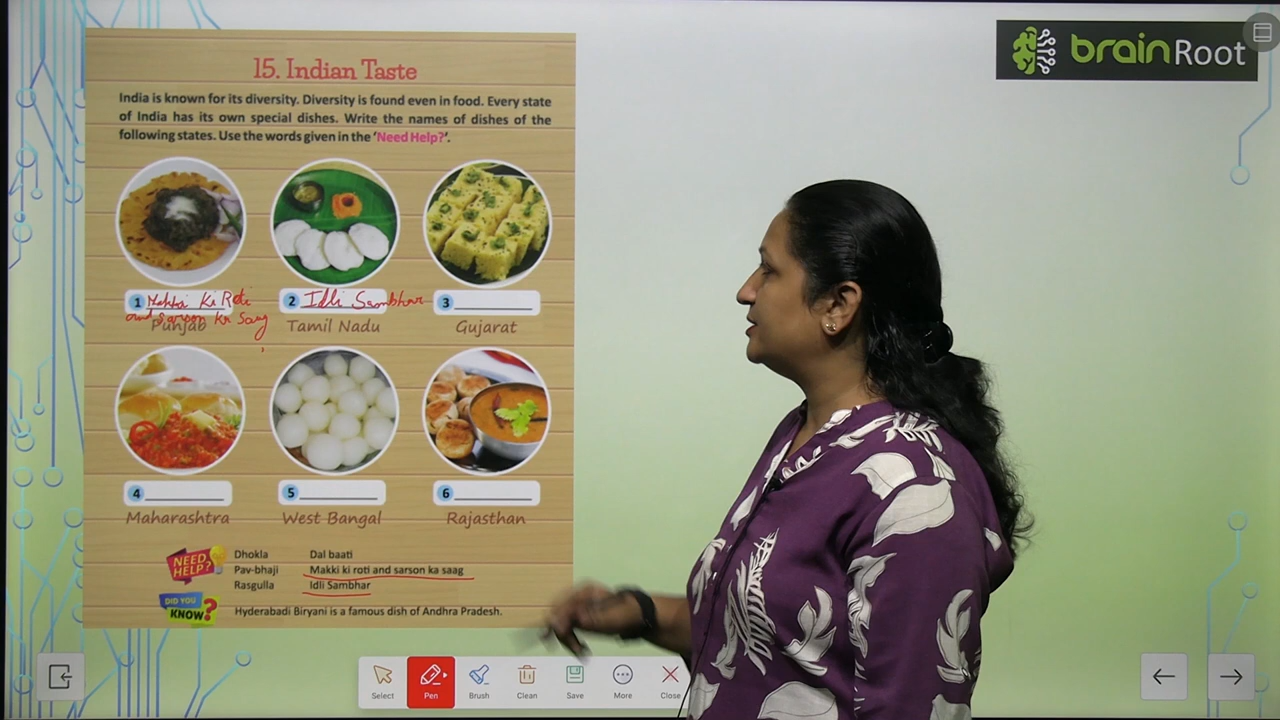 brainRoot
15. Indian Taste
India is known for its diversity. Diversity is found even in food. Every state
of India has its own special dishes. Write the names of dishes of the
following states. Use the words given in the 'Need Help?'.
1 Makki Ki Roti
and sarson ka Saag
Punjab
2 Idli Sambhar
Tamil Nadu
3
Gujarat
4
Maharashtra
5
West Bangal
6
Rajasthan
NEED HELP?
Dhokla Dal baati
Pav-bhaji Makki ki roti and sarson ka saag
Rasgulla Idli Sambhar
DID YOU KNOW?
Hyderabadi Biryani is a famous dish of Andhra Pradesh.
Select Pen Brush Clean Save More Close